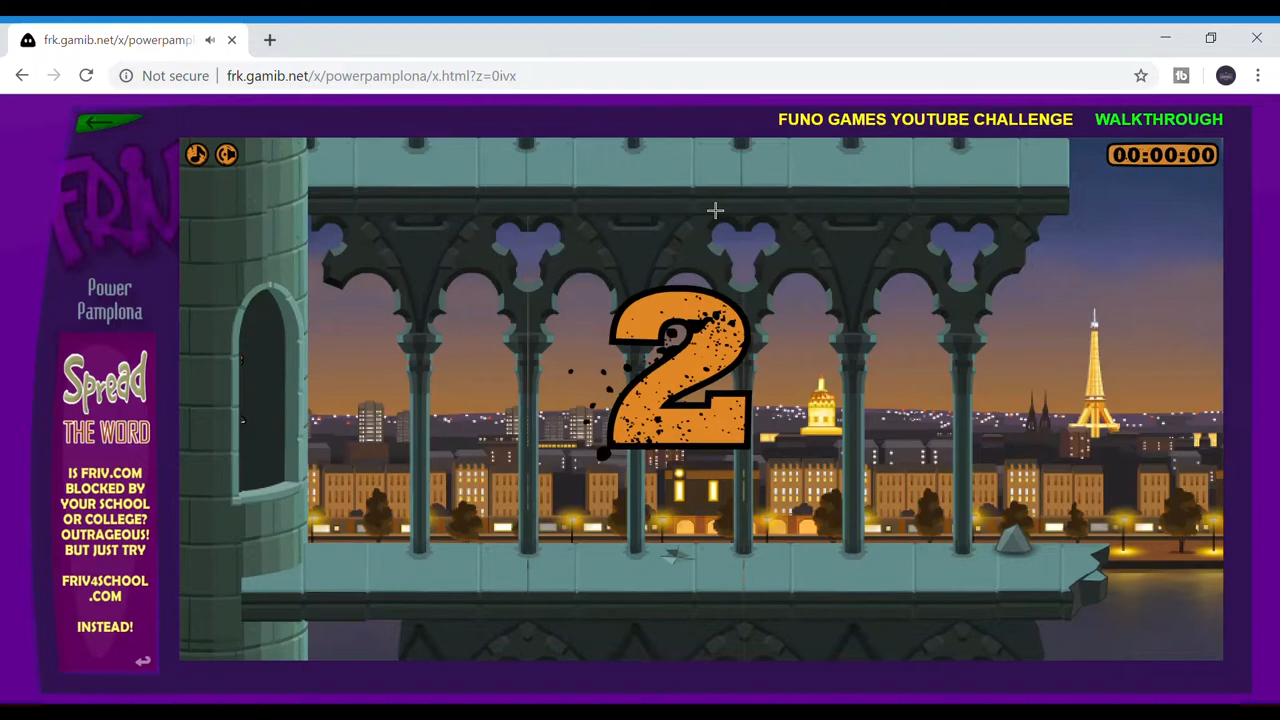 frk.gamib.net/x/powerpampl
Not secure
frk.gamib.net/x/powerpamplona/x.html?z=0ivx
FUNO GAMES YOUTUBE CHALLENGE
WALKTHROUGH
FRIV
00:00:00
Power
Pamplona
2
Spread
THE WORD
IS FRIV.COM
BLOCKED BY
YOUR SCHOOL
OR COLLEGE?
OUTRAGEOUS!
BUT JUST TRY
FRIV4SCHOOL
.COM
INSTEAD!